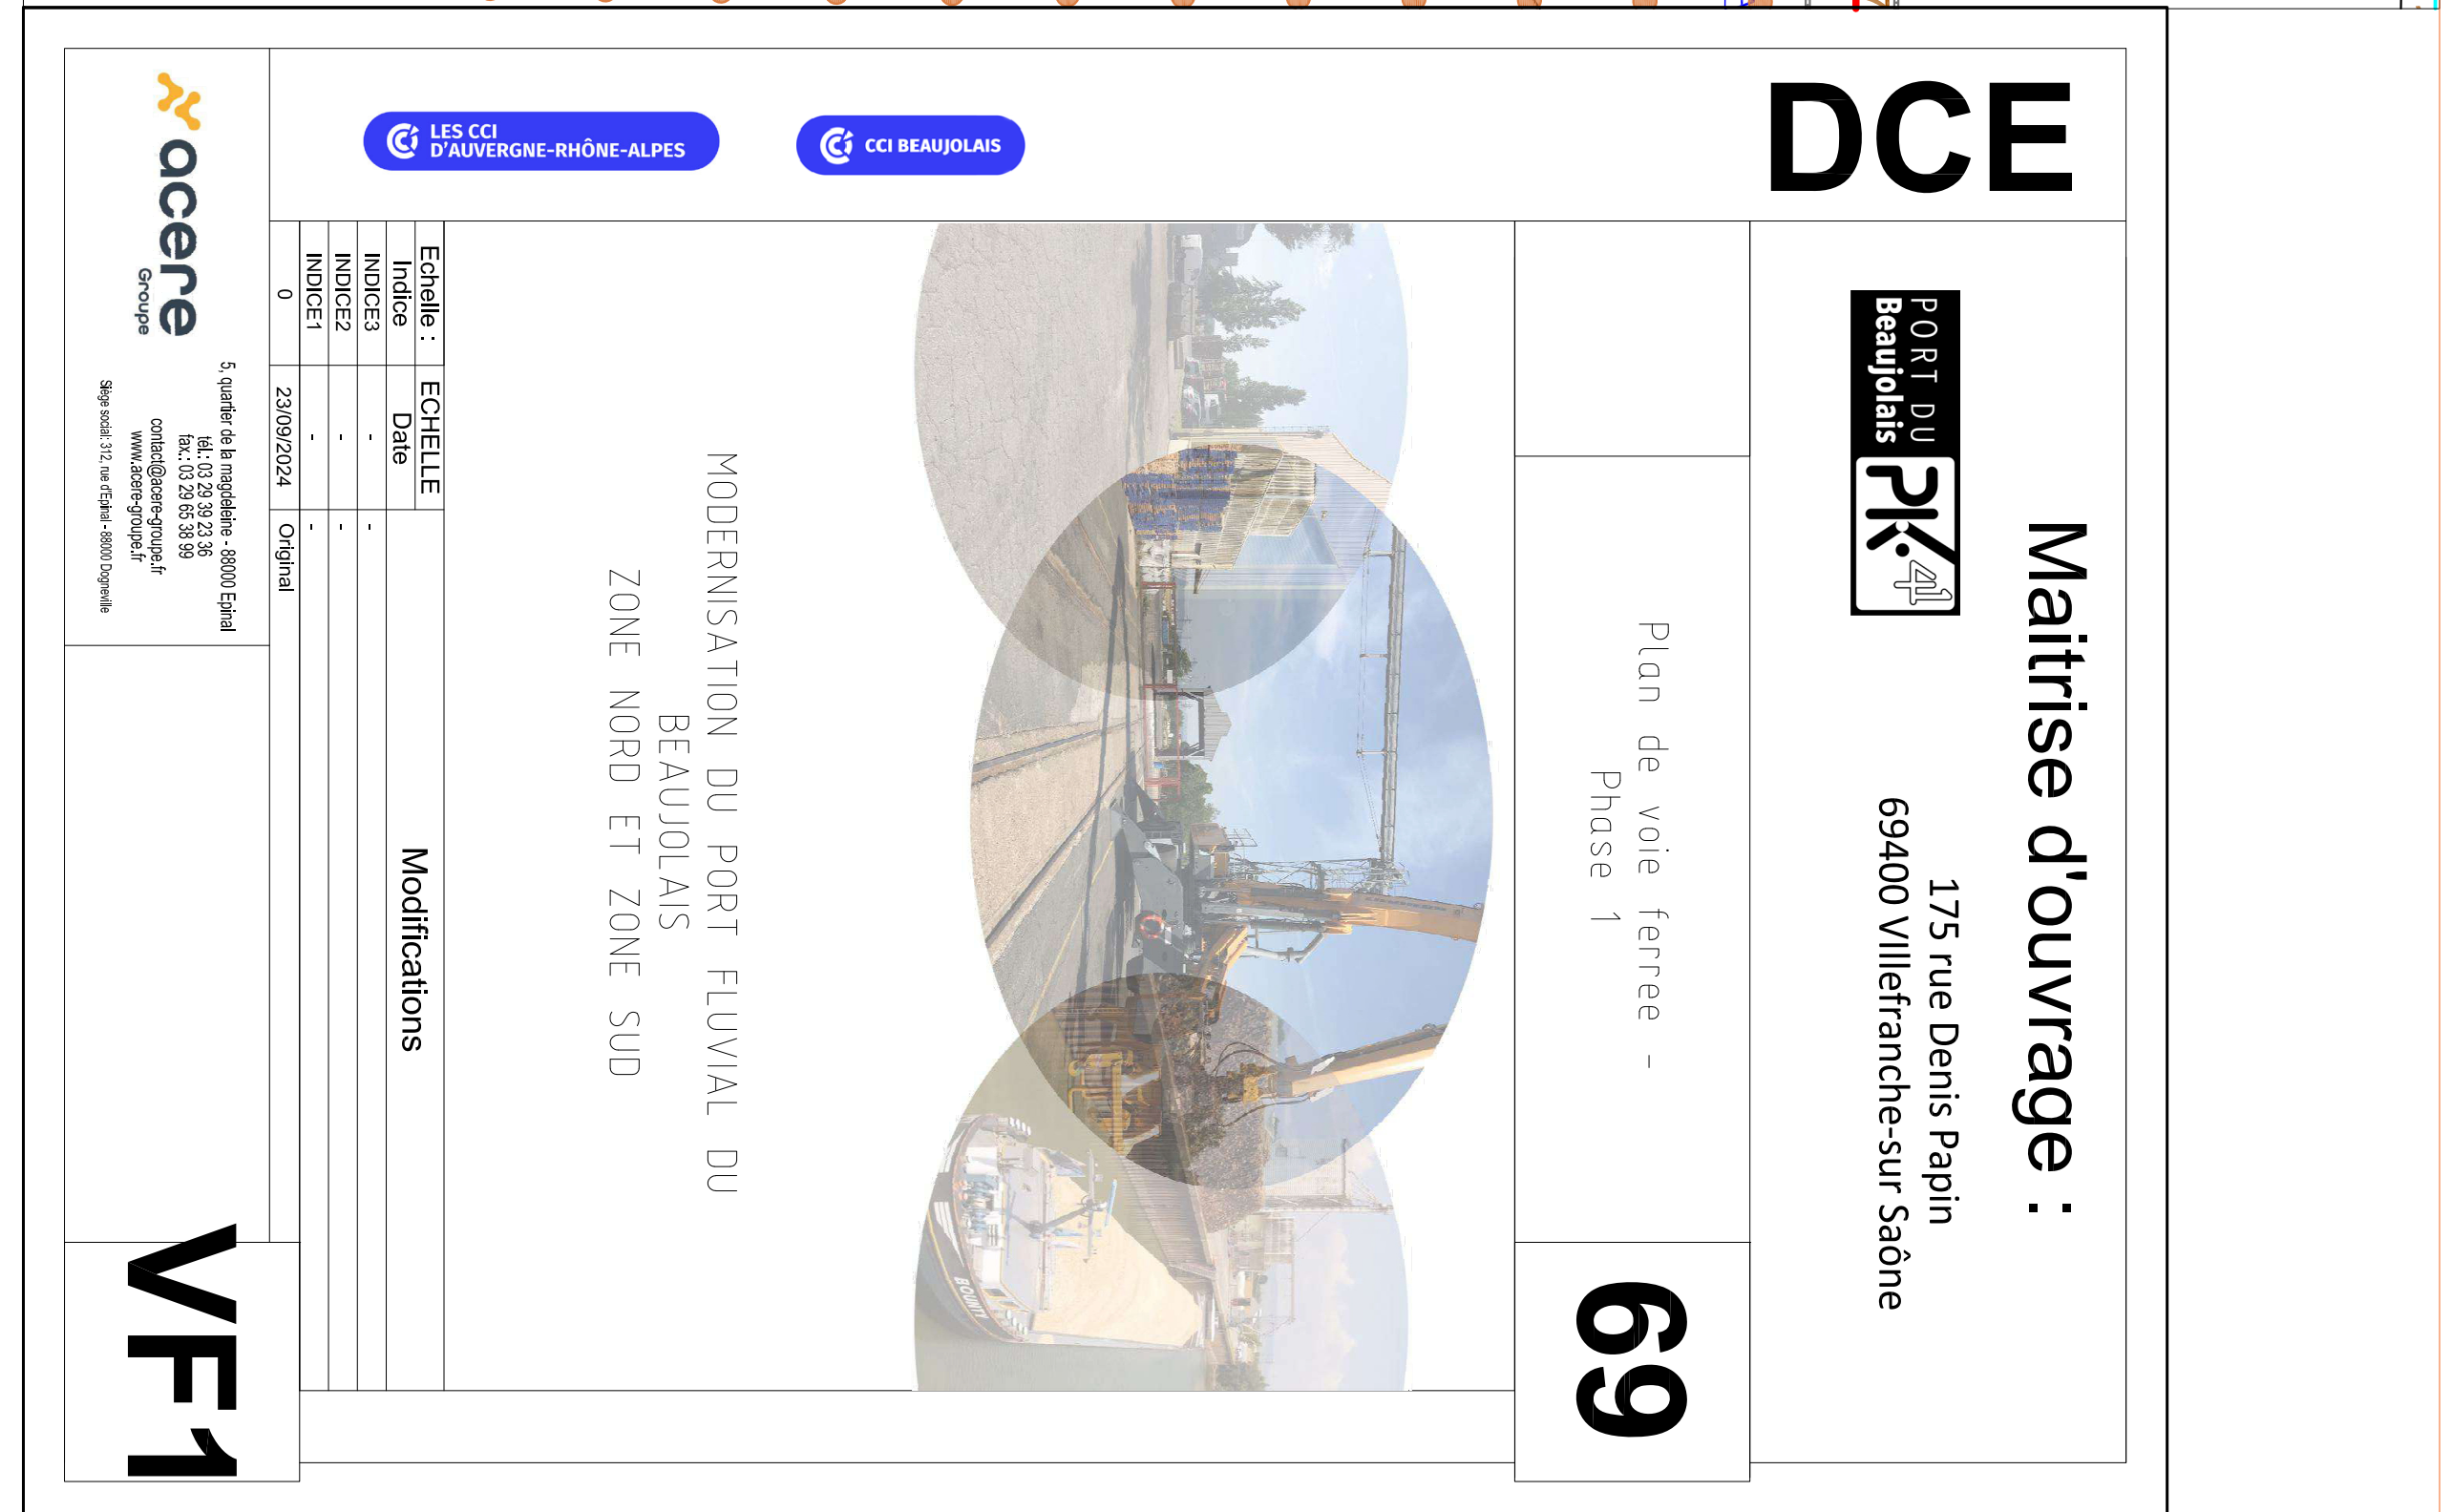 DCE
Maitrise d'ouvrage :
PORT DU
Beaujolais
PK.41
175 rue Denis Papin
69400 VIllefranche-sur Saône
Plan de voie ferree -
Phase 1
69
LES CCI
D'AUVERGNE-RHÔNE-ALPES
CCI BEAUJOLAIS
BOUNTY
MODERNISATION DU PORT FLUVIAL DU
BEAUJOLAIS
ZONE NORD ET ZONE SUD
Echelle : ECHELLE
Indice Date Modifications
INDICE3 - -
INDICE2 - -
INDICE1 - -
0 23/09/2024 Original
acere
Groupe
5, quartier de la magdeleine - 88000 Epinal
tél.: 03 29 39 23 36
fax.: 03 29 65 38 99
contact@acere-groupe.fr
www.acere-groupe.fr
Siège social: 312, rue d'Epinal - 88000 Dogneville
VF1